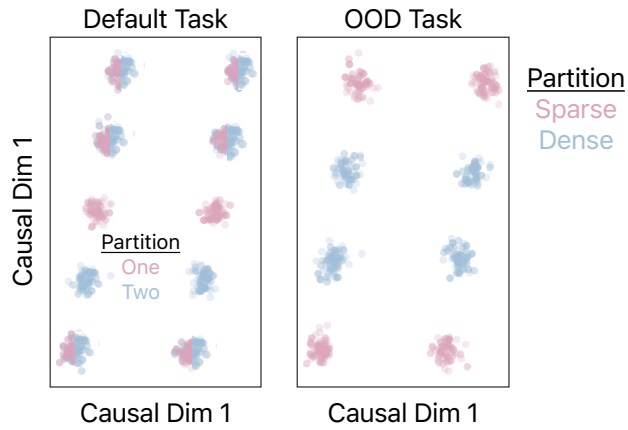 Default Task
OOD Task
Partition
Sparse
Dense
Causal Dim 1
Partition
One
Two
Causal Dim 1
Causal Dim 1